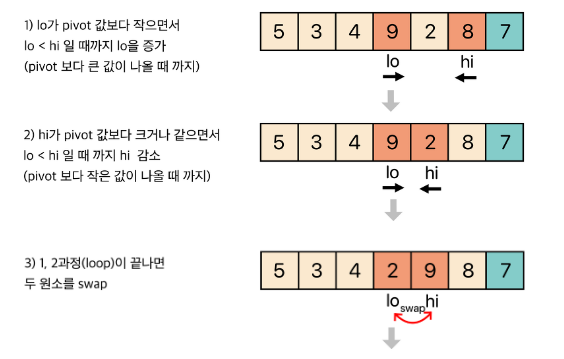 1) lo가 pivot 값보다 작으면서
lo < hi 일 때까지 lo을 증가
(pivot 보다 큰 값이 나올 때 까지)
5 3 4 9 2 8 7
lo hi
2) hi가 pivot 값보다 크거나 같으면서
lo < hi 일 때 까지 hi 감소
(pivot 보다 작은 값이 나올 때 까지)
5 3 4 9 2 8 7
lo hi
3) 1, 2과정(loop)이 끝나면
두 원소를 swap
5 3 4 2 9 8 7
lo swap hi